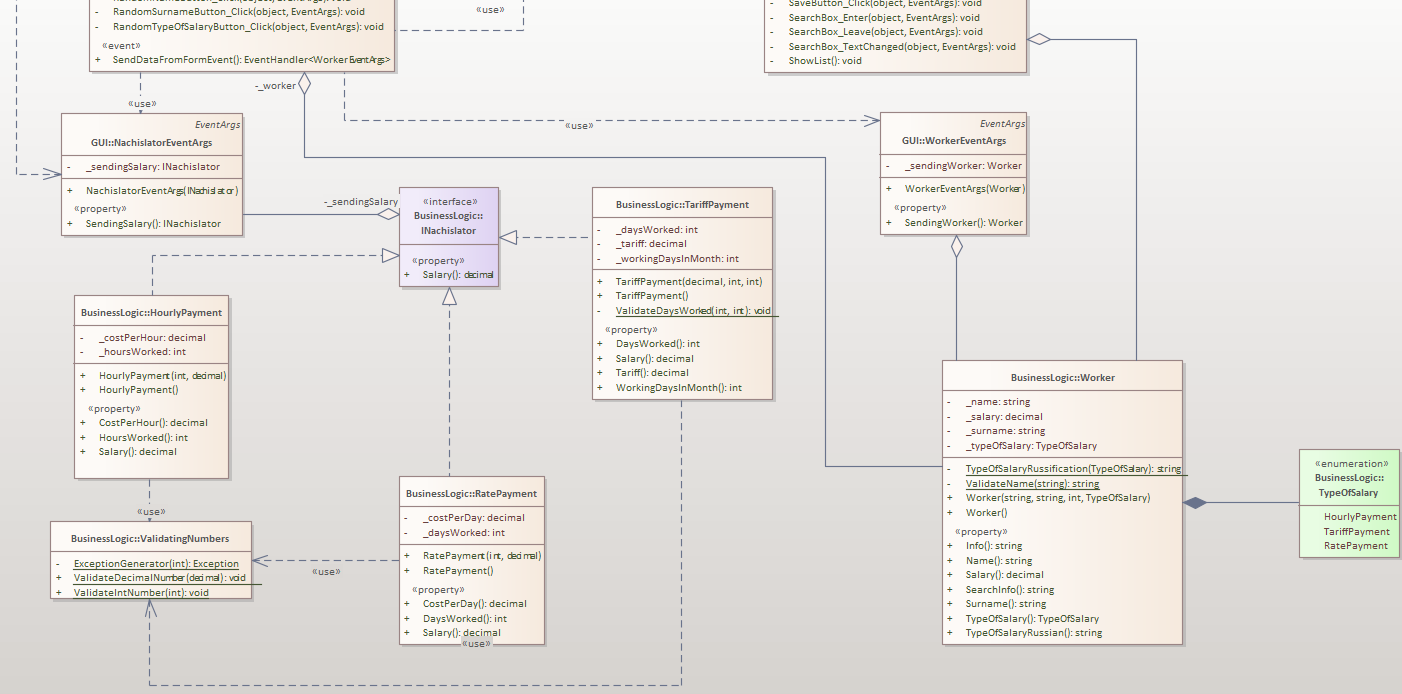 - RandomSurnameButton_Click(object, EventArgs): void
- RandomTypeOfSalaryButton_Click(object, EventArgs): void
«event»
+ SendDataFromFormEvent(): EventHandler<WorkerEventArgs>
«use»
- SaveButton_Click(object, EventArgs): void
- SearchBox_Enter(object, EventArgs): void
- SearchBox_Leave(object, EventArgs): void
- SearchBox_TextChanged(object, EventArgs): void
- ShowList(): void
-_worker
«use»
«use»
EventArgs
GUI::NachislatorEventArgs
- _sendingSalary: INachislator
+ NachislatorEventArgs(INachislator)
«property»
+ SendingSalary(): INachislator
EventArgs
GUI::WorkerEventArgs
- _sendingWorker: Worker
+ WorkerEventArgs(Worker)
«property»
+ SendingWorker(): Worker
-_sendingSalary
«interface»
BusinessLogic::
INachislator
«property»
+ Salary(): decimal
BusinessLogic::TariffPayment
- _daysWorked: int
- _tariff: decimal
- _workingDaysInMonth: int
+ TariffPayment(decimal, int, int)
+ TariffPayment()
- ValidateDaysWorked(int, int): void
«property»
+ DaysWorked(): int
+ Salary(): decimal
+ Tariff(): decimal
+ WorkingDaysInMonth(): int
BusinessLogic::HourlyPayment
- _costPerHour: decimal
- _hoursWorked: int
+ HourlyPayment(int, decimal)
+ HourlyPayment()
«property»
+ CostPerHour(): decimal
+ HoursWorked(): int
+ Salary(): decimal
«use»
BusinessLogic::ValidatingNumbers
- ExceptionGenerator(int): Exception
+ ValidateDecimalNumber(decimal): void
+ ValidateIntNumber(int): void
«use»
BusinessLogic::RatePayment
- _costPerDay: decimal
- _daysWorked: int
+ RatePayment(int, decimal)
+ RatePayment()
«property»
+ CostPerDay(): decimal
+ DaysWorked(): int
+ Salary(): decimal
«use»
BusinessLogic::Worker
- _name: string
- _salary: decimal
- _surname: string
- _typeOfSalary: TypeOfSalary
- TypeOfSalaryRussification(TypeOfSalary): string
- ValidateName(string): string
+ Worker(string, string, int, TypeOfSalary)
+ Worker()
«property»
+ Info(): string
+ Name(): string
+ Salary(): decimal
+ SearchInfo(): string
+ Surname(): string
+ TypeOfSalary(): TypeOfSalary
+ TypeOfSalaryRussian(): string
«enumeration»
BusinessLogic::
TypeOfSalary
HourlyPayment
TariffPayment
RatePayment